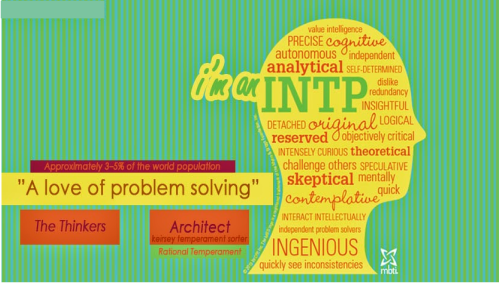 value intelligence
PRECISE cognitive
autonomous independent
analytical SELF-DETERMINED
i'm an INTP
dislike
redundancy
INSIGHTFUL
DETACHED original LOGICAL
reserved objectively critical
INTENSELY CURIOUS theoretical
challenge others SPECULATIVE
skeptical mentally
quick
contemplative
INTERACT INTELLECTUALLY
independent problem solvers
INGENIOUS
quickly see inconsistencies
mbti.
Approximately 3-5% of the world population
"A love of problem solving"
The Thinkers
Architect
keirsey temperament sorter
Rational Temperament